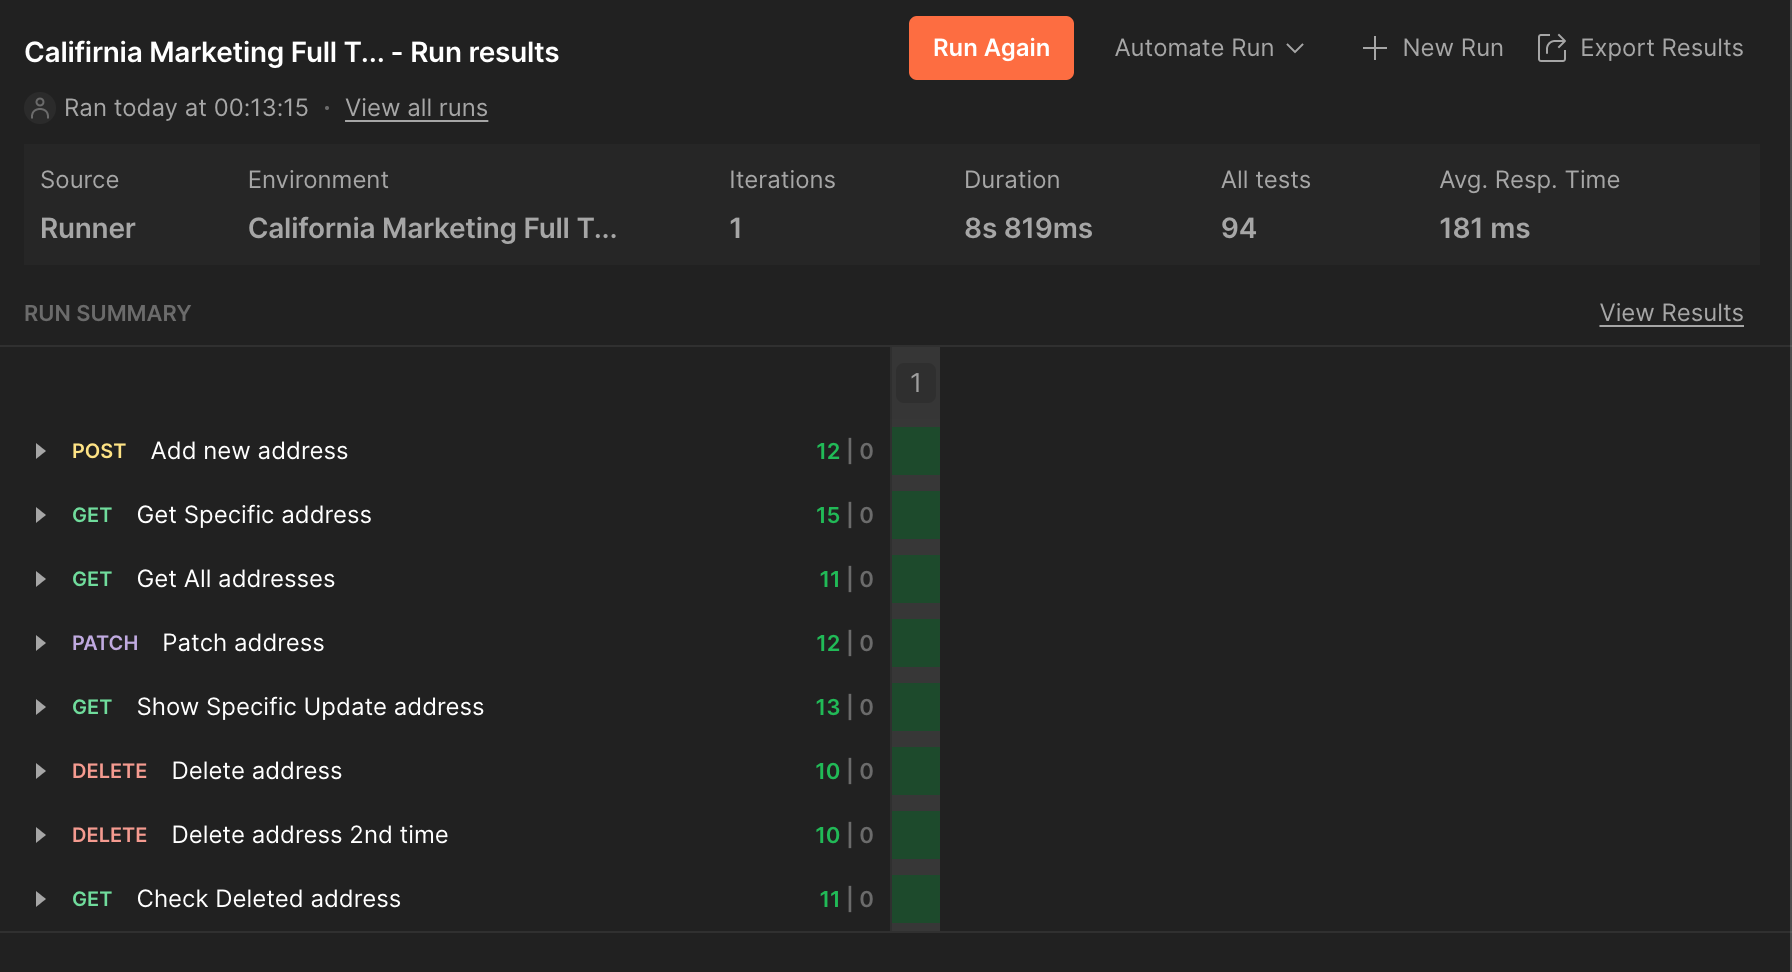 Califirnia Marketing Full T... - Run results
Run Again
Automate Run
New Run
Export Results
Ran today at 00:13:15 · View all runs
Source Environment Iterations Duration All tests Avg. Resp. Time
Runner California Marketing Full T... 1 8s 819ms 94 181 ms
RUN SUMMARY View Results
1
POST Add new address 12 | 0
GET Get Specific address 15 | 0
GET Get All addresses 11 | 0
PATCH Patch address 12 | 0
GET Show Specific Update address 13 | 0
DELETE Delete address 10 | 0
DELETE Delete address 2nd time 10 | 0
GET Check Deleted address 11 | 0